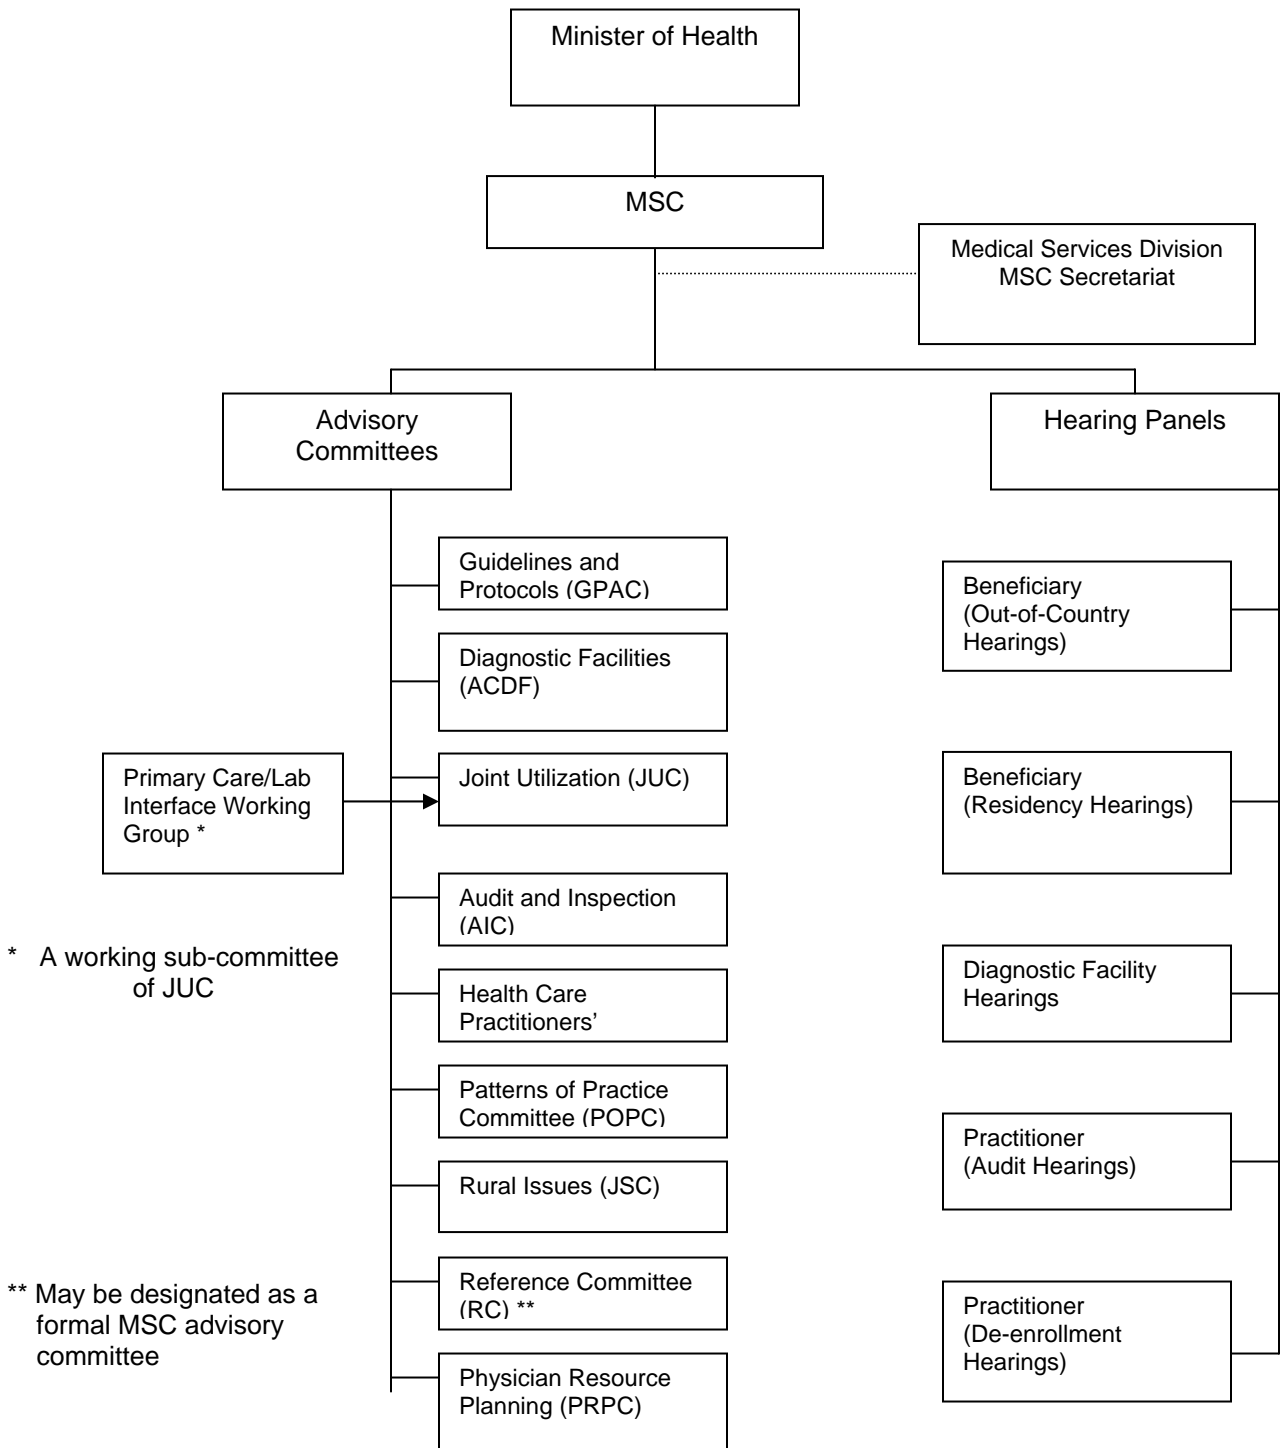 Minister of Health
MSC
Medical Services Division
MSC Secretariat
Advisory
Committees
Hearing Panels
Guidelines and
Protocols (GPAC)
Diagnostic Facilities
(ACDF)
Primary Care/Lab
Interface Working
Group *
Joint Utilization (JUC)
Audit and Inspection
(AIC)
* A working sub-committee
of JUC
Health Care
Practitioners’
Patterns of Practice
Committee (POPC)
Rural Issues (JSC)
** May be designated as a
formal MSC advisory
committee
Reference Committee
(RC) **
Physician Resource
Planning (PRPC)
Beneficiary
(Out-of-Country
Hearings)
Beneficiary
(Residency Hearings)
Diagnostic Facility
Hearings
Practitioner
(Audit Hearings)
Practitioner
(De-enrollment
Hearings)